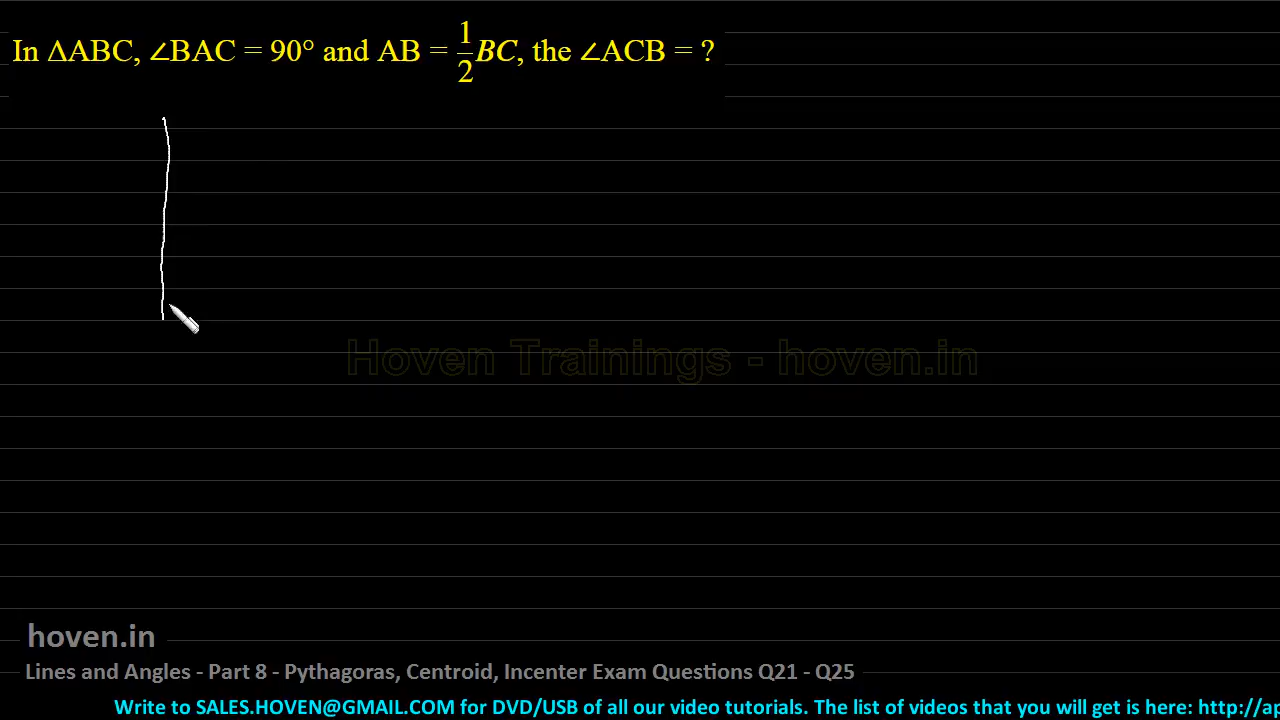 In ΔABC, ∠BAC = 90° and AB = 1/2 BC, the ∠ACB = ?
Hoven Trainings - hoven.in
hoven.in
Lines and Angles - Part 8 - Pythagoras, Centroid, Incenter Exam Questions Q21 - Q25
Write to SALES.HOVEN@GMAIL.COM for DVD/USB of all our video tutorials. The list of videos that you will get is here: http://ap